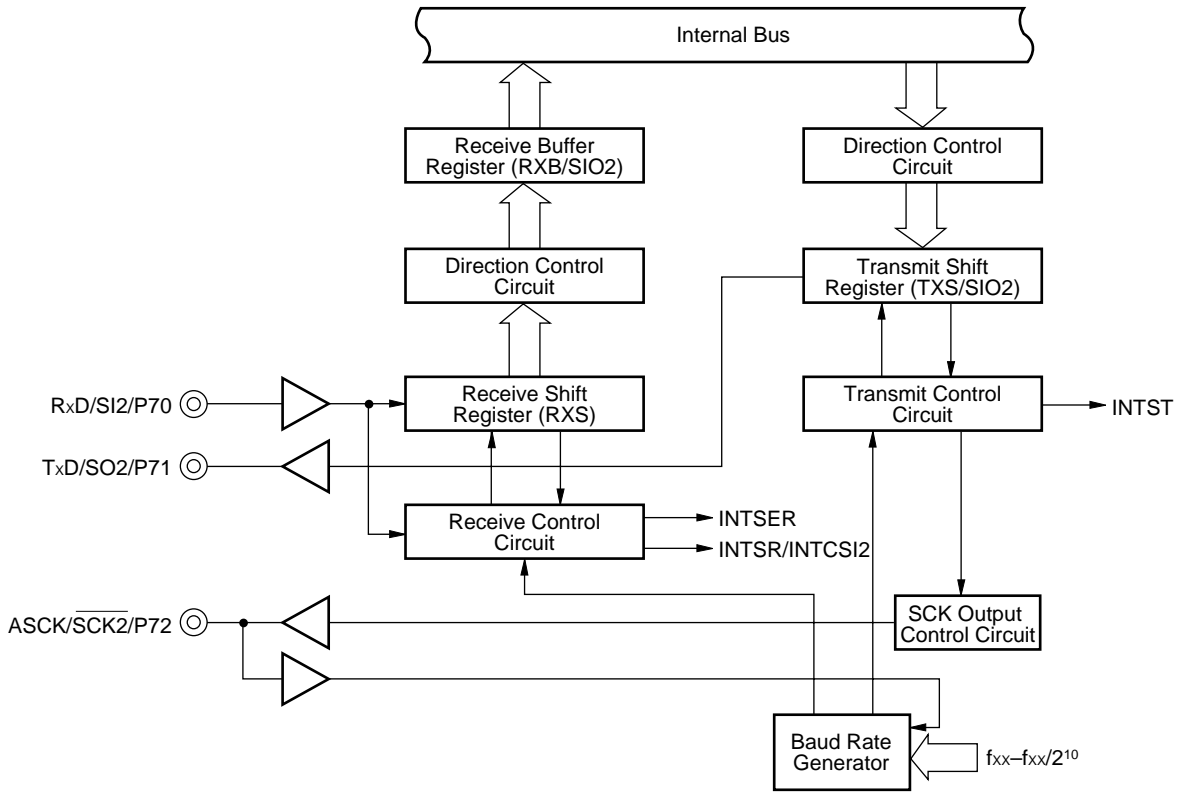 Internal Bus
Receive Buffer
Register (RXB/SIO2)
Direction Control
Circuit
Direction Control
Circuit
Transmit Shift
Register (TXS/SIO2)
RxD/SI2/P70
Receive Shift
Register (RXS)
Transmit Control
Circuit
INTST
TxD/SO2/P71
Receive Control
Circuit
INTSER
INTSR/INTCSI2
ASCK/SCK2/P72
SCK Output
Control Circuit
Baud Rate
Generator
fxx–fxx/2¹⁰